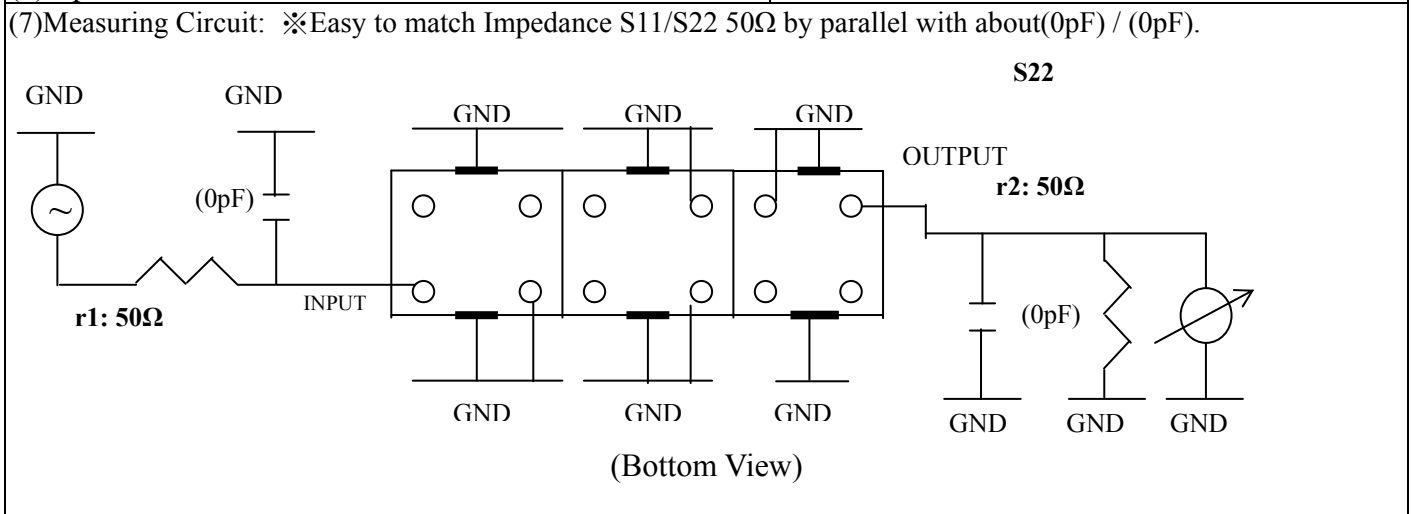 (7)Measuring Circuit: ※Easy to match Impedance S11/S22 50Ω by parallel with about(0pF) / (0pF).
S22
GND GND GND GND GND
OUTPUT
r2: 50Ω
(0pF)
~
INPUT
r1: 50Ω
(0pF)
GND GND GND GND GND GND
(Bottom View)